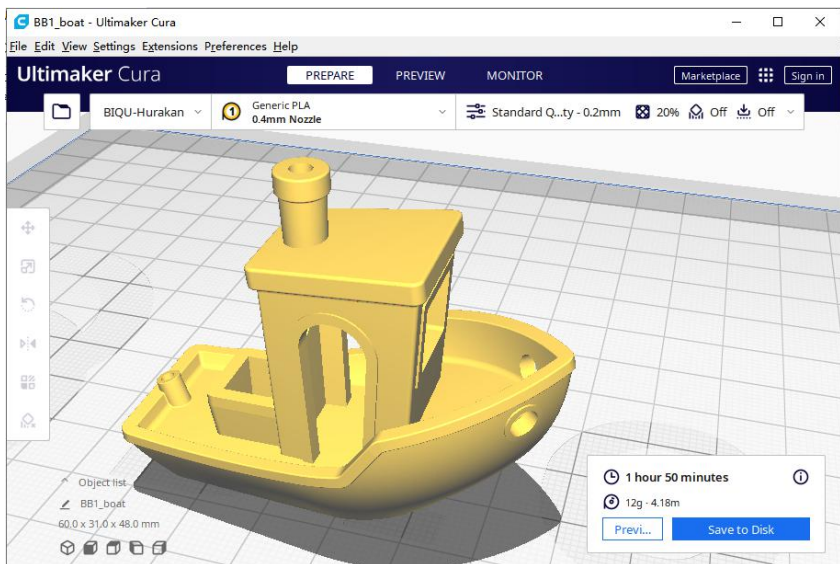 BB1_boat - Ultimaker Cura
File Edit View Settings Extensions Preferences Help
Ultimaker Cura PREPARE PREVIEW MONITOR Marketplace Sign in
BIQU-Hurakan 1 Generic PLA Standard Q...ty - 0.2mm 20% Off Off
0.4mm Nozzle
Object list
BB1_boat
60.0 x 31.0 x 48.0 mm
1 hour 50 minutes
12g · 4.18m
Previ... Save to Disk